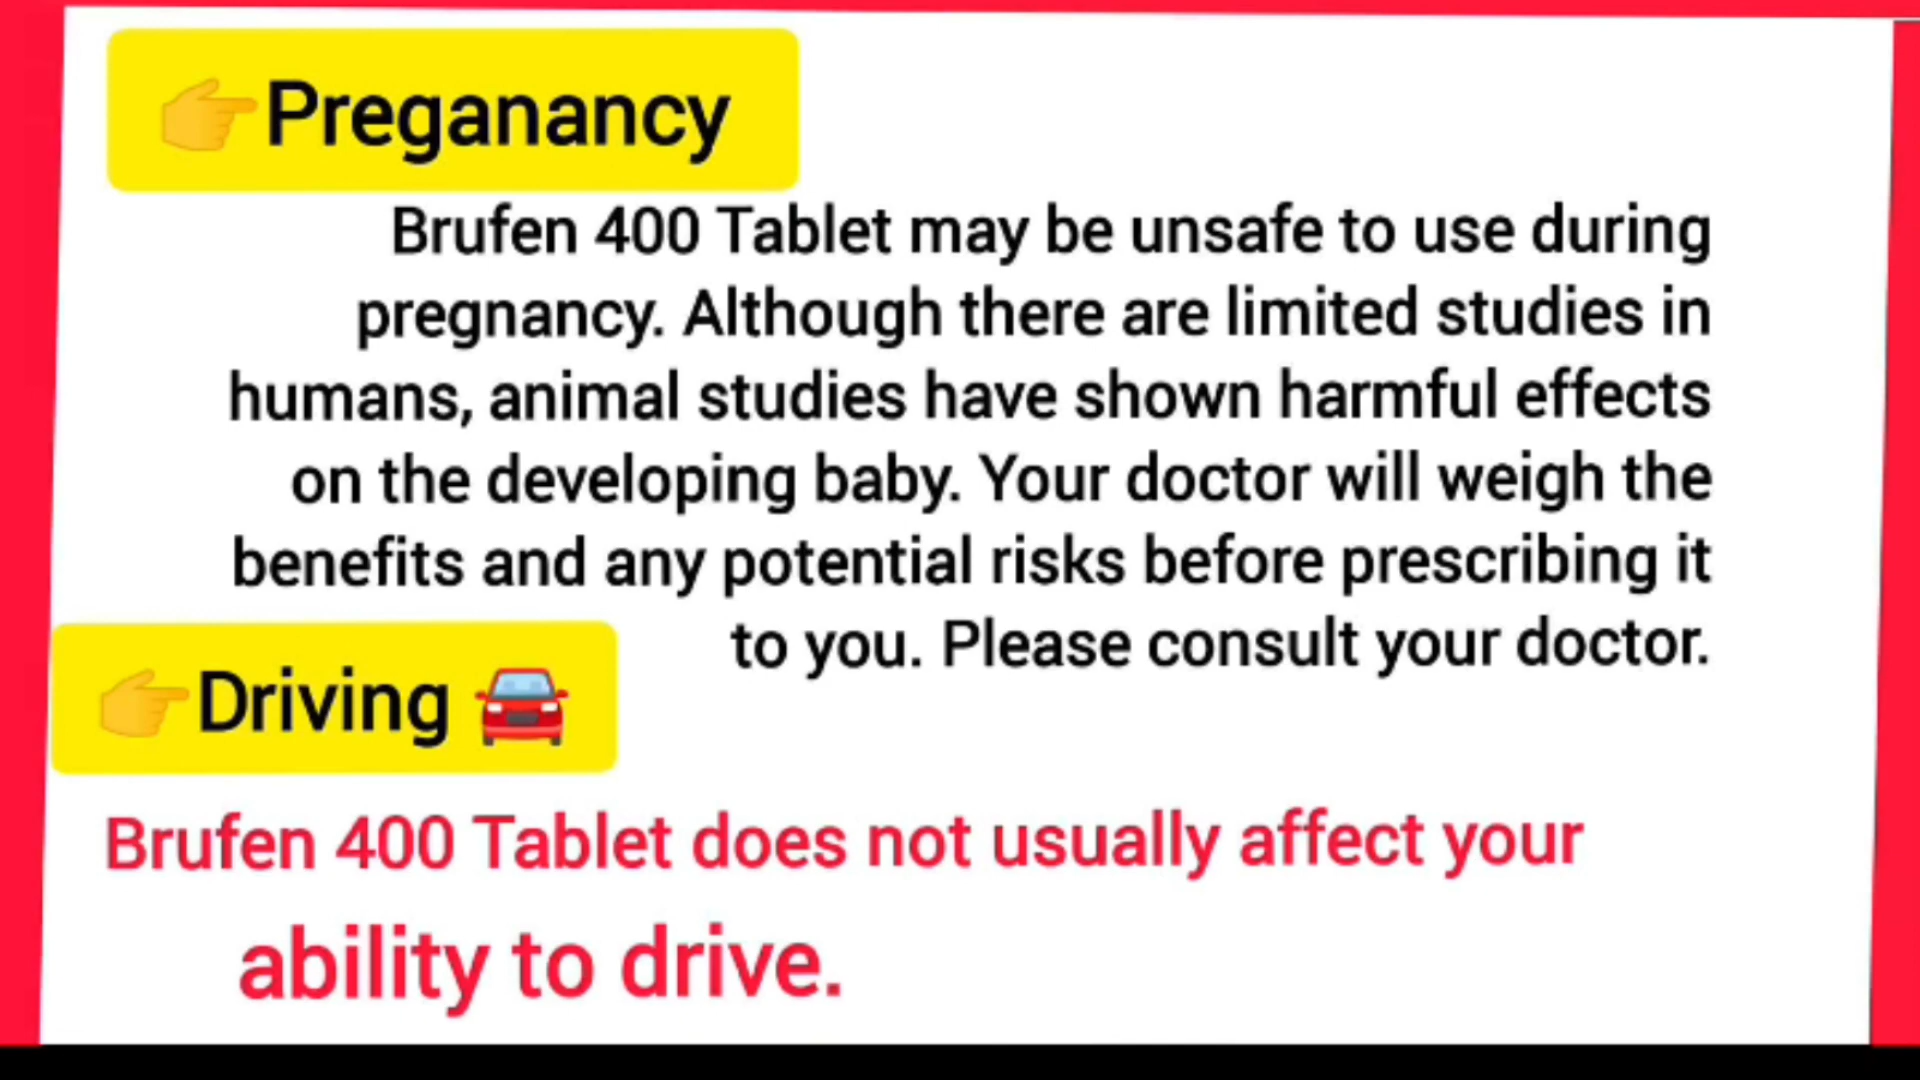 👉Preganancy
Brufen 400 Tablet may be unsafe to use during
pregnancy. Although there are limited studies in
humans, animal studies have shown harmful effects
on the developing baby. Your doctor will weigh the
benefits and any potential risks before prescribing it
to you. Please consult your doctor.
👉Driving 🚘
Brufen 400 Tablet does not usually affect your
ability to drive.